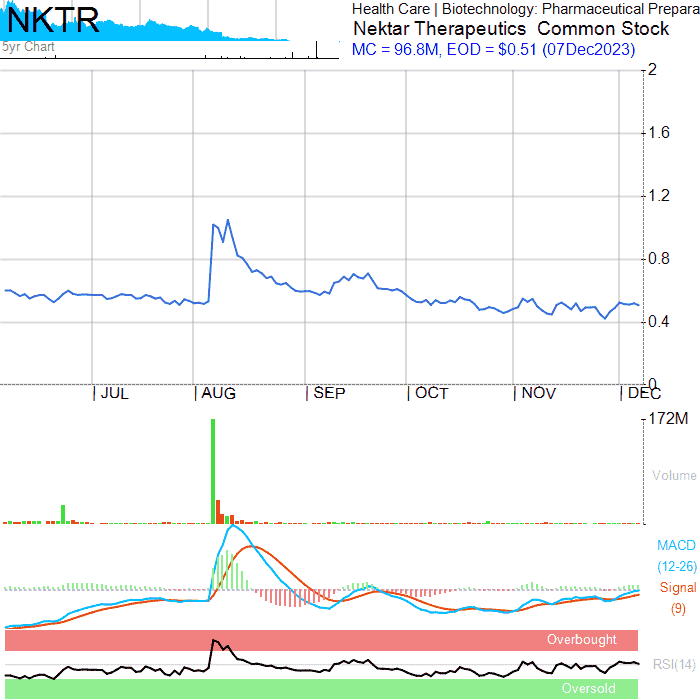 NKTR
5yr Chart
Health Care | Biotechnology: Pharmaceutical Prepara
Nektar Therapeutics Common Stock
MC = 96.8M, EOD = $0.51 (07Dec2023)
2
1.6
1.2
0.8
0.4
0
JUL AUG SEP OCT NOV DEC
172M
Volume
MACD
(12-26)
Signal
(9)
Overbought
RSI(14)
Oversold